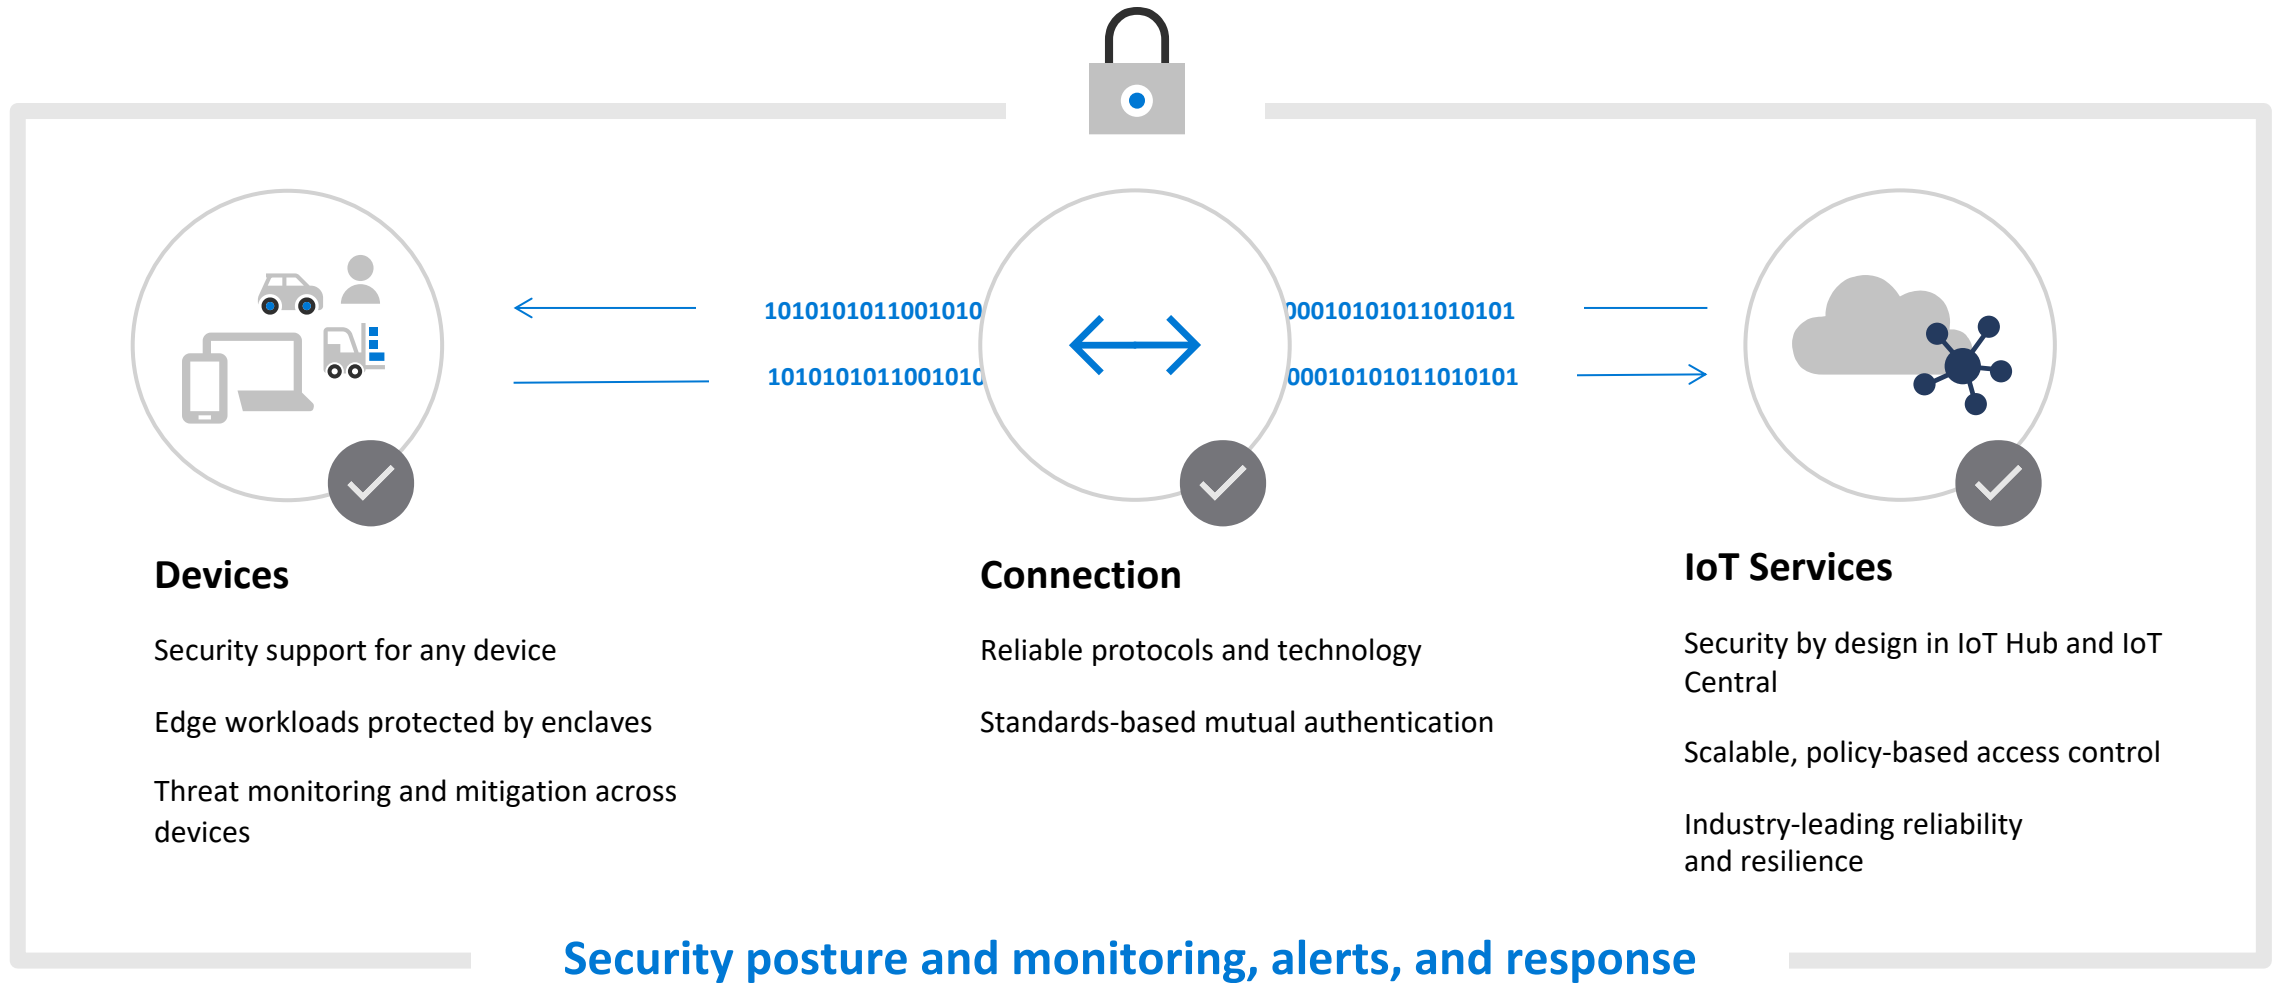 1010101011001010
00010101011010101
1010101011001010
00010101011010101
Devices
Security support for any device
Edge workloads protected by enclaves
Threat monitoring and mitigation across
devices
Connection
Reliable protocols and technology
Standards-based mutual authentication
IoT Services
Security by design in IoT Hub and IoT
Central
Scalable, policy-based access control
Industry-leading reliability
and resilience
Security posture and monitoring, alerts, and response